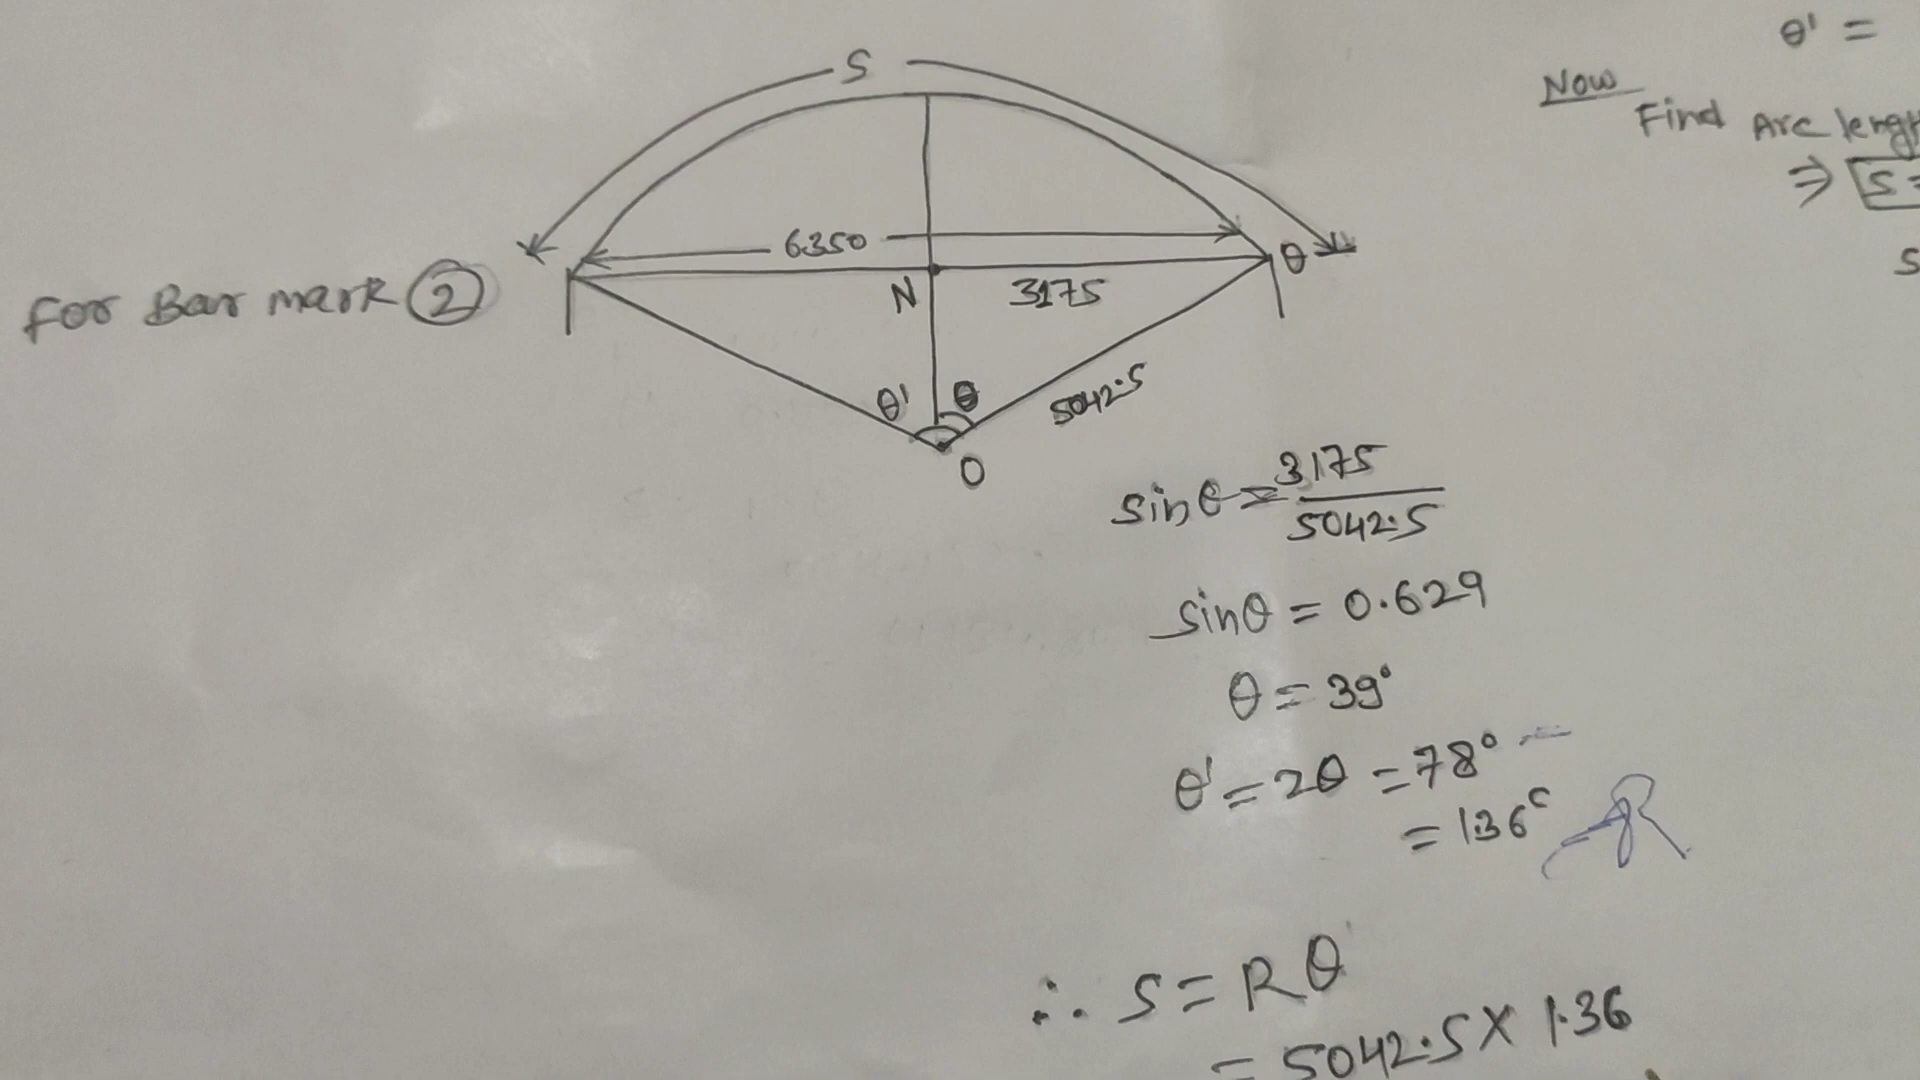 θ' =
Now
Find Arc
⇒ S =
S
S
6350
θ
For Bar mark 2
N
3175
θ'
θ
5042.5
O
sinθ = 3175
5042.5
sinθ = 0.629
θ = 39°
θ' = 2θ = 78°
= 1.36ᶜ
∴ S = Rθ
= 5042.5 X 1.36